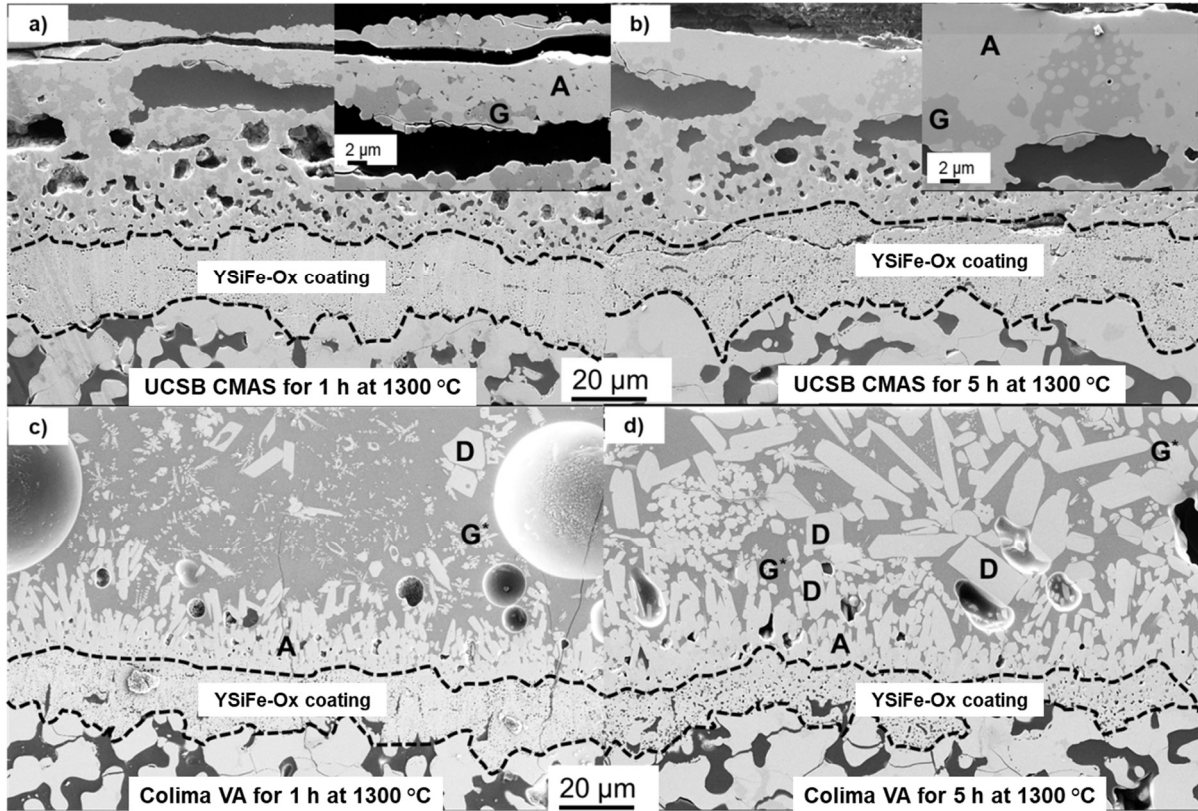 a)
A
G
2 µm
YSiFe-Ox coating
UCSB CMAS for 1 h at 1300 °C
20 µm
b)
A
G
2 µm
YSiFe-Ox coating
UCSB CMAS for 5 h at 1300 °C
c)
D
G*
A
YSiFe-Ox coating
Colima VA for 1 h at 1300 °C
20 µm
d)
G*
D
G*
D
D
A
YSiFe-Ox coating
Colima VA for 5 h at 1300 °C